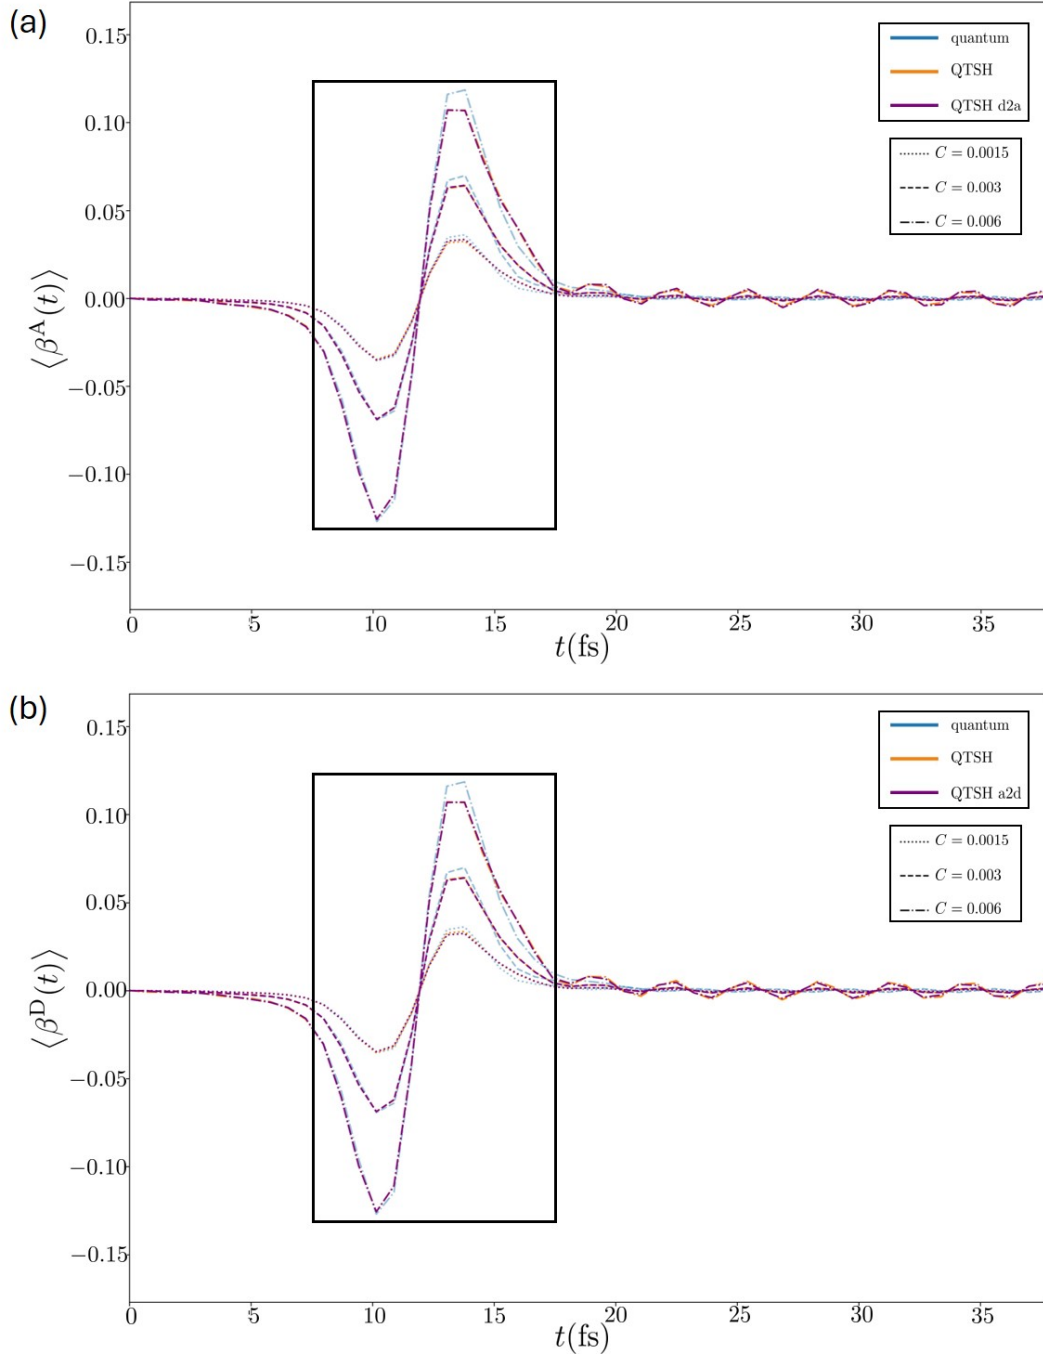 (a)
0.15
0.10
0.05
0.00
−0.05
−0.10
−0.15
⟨β^A(t)⟩
quantum
QTSH
QTSH d2a
C = 0.0015
C = 0.003
C = 0.006
0 5 10 15 20 25 30 35
t(fs)
(b)
0.15
0.10
0.05
0.00
−0.05
−0.10
−0.15
⟨β^D(t)⟩
quantum
QTSH
QTSH a2d
C = 0.0015
C = 0.003
C = 0.006
0 5 10 15 20 25 30 35
t(fs)